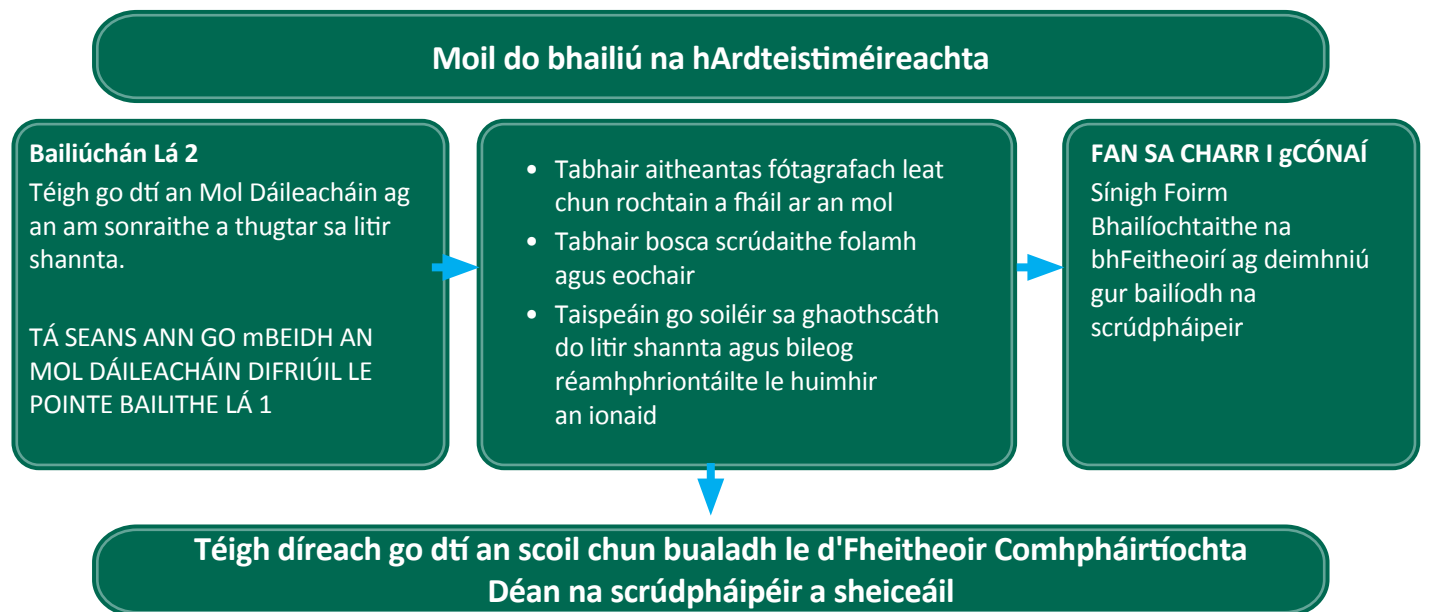 Moil do bhailiú na hArdteistiméireachta
Bailiúchán Lá 2
Téigh go dtí an Mol Dáileacháin ag
an am sonraithe a thugtar sa litir
shannta.
TÁ SEANS ANN GO mBEIDH AN
MOL DÁILEACHÁIN DIFRIÚIL LE
POINTE BAILITHE LÁ 1
• Tabhair aitheantas fótagrafach leat
chun rochtain a fháil ar an mol
• Tabhair bosca scrúdaithe folamh
agus eochair
• Taispeáin go soiléir sa ghaothscáth
do litir shannta agus bileog
réamhphriontáilte le huimhir
an ionaid
FAN SA CHARR I gCÓNAÍ
Sínigh Foirm
Bhailíochtaithe na
bhFeitheoirí ag deimhniú
gur bailíodh na
scrúdpháipeir
Téigh díreach go dtí an scoil chun bualadh le d'Fheitheoir Comhpháirtíochta
Déan na scrúdpháipéir a sheiceáil